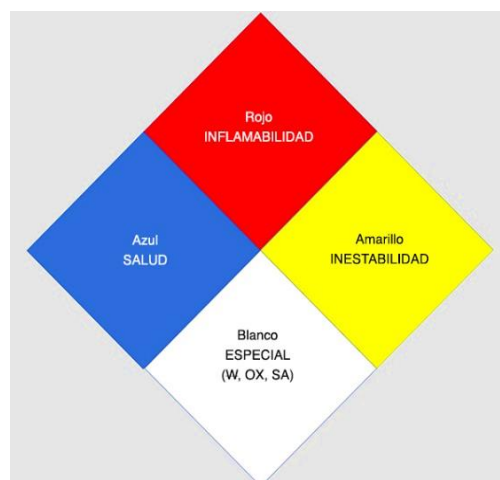 Rojo
INFLAMABILIDAD
Azul
SALUD
Amarillo
INESTABILIDAD
Blanco
ESPECIAL
(W, OX, SA)